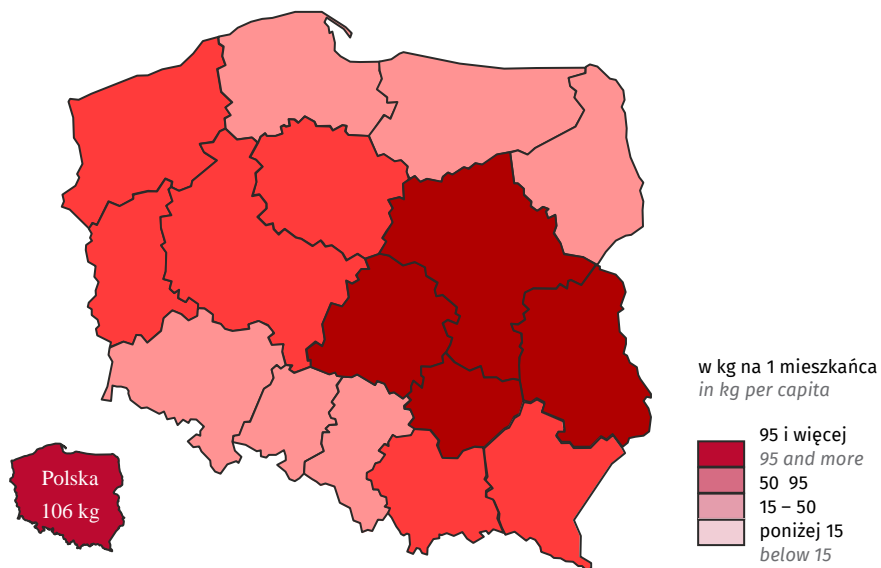 w kg na 1 mieszkańca
in kg per capita
95 i więcej
95 and more
50 95
15 – 50
poniżej 15
below 15
Polska
106 kg